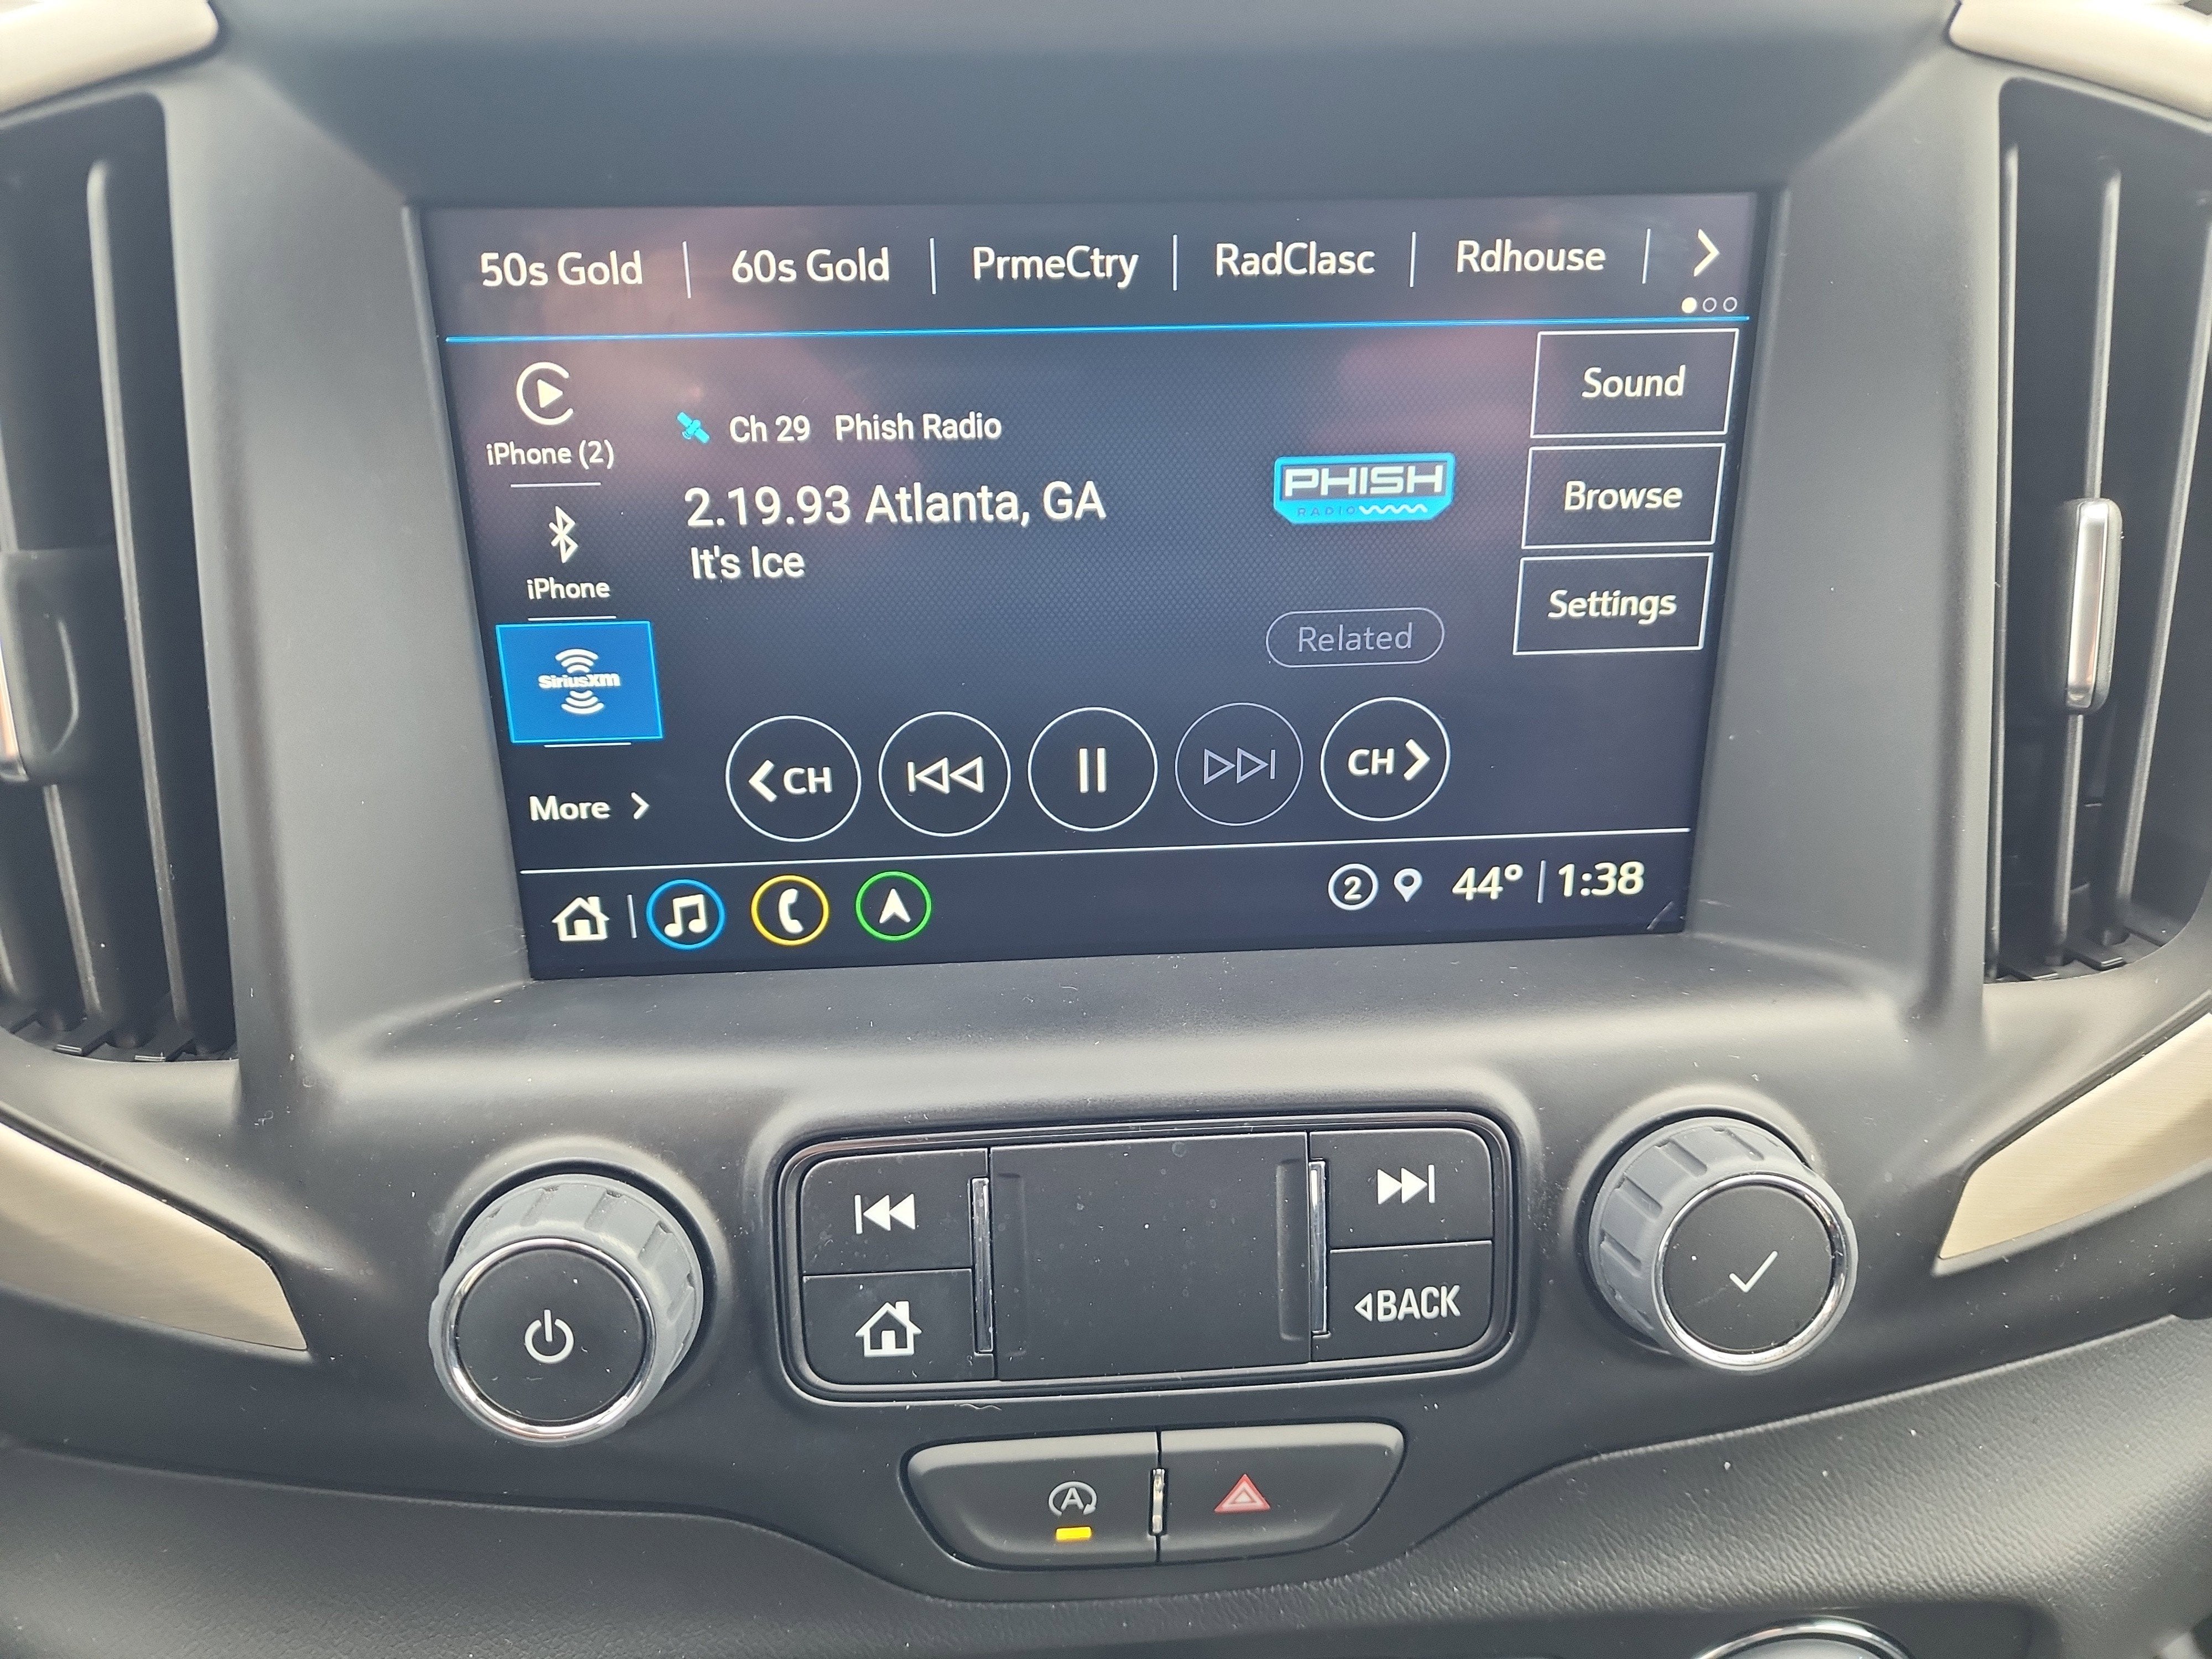 50s Gold | 60s Gold | PrmeCtry | RadClasc | Rdhouse |
iPhone (2)
Ch 29 Phish Radio
Sound
2.19.93 Atlanta, GA
It's Ice
PHISH
RADIO
Browse
iPhone
Settings
Related
SiriusXM
CH
CH
More
2 44° | 1:38
BACK
A